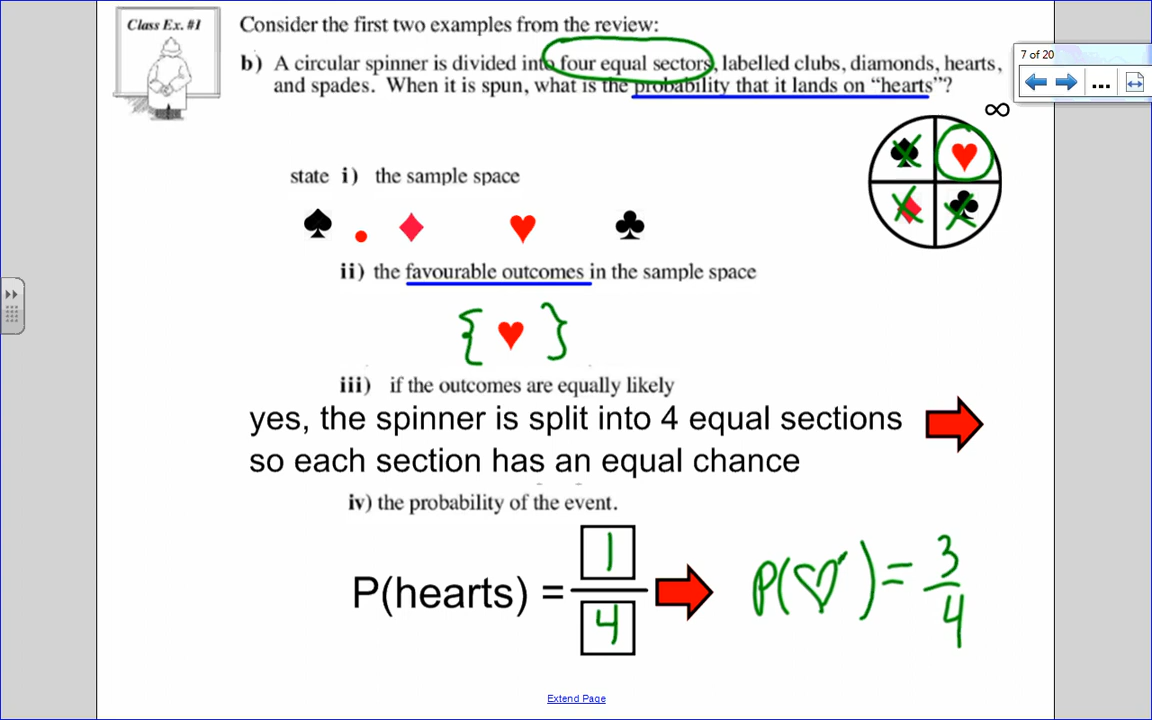 Class Ex. #1
Consider the first two examples from the review:
b) A circular spinner is divided into four equal sectors, labelled clubs, diamonds, hearts,
and spades. When it is spun, what is the probability that it lands on “hearts”?
7 of 20
...
∞
state i) the sample space
♠ ♦ ♥ ♣
ii) the favourable outcomes in the sample space
{ ♥ }
iii) if the outcomes are equally likely
yes, the spinner is split into 4 equal sections
so each section has an equal chance
iv) the probability of the event.
P(hearts) = 1/4
P(♡') = 3/4
Extend Page